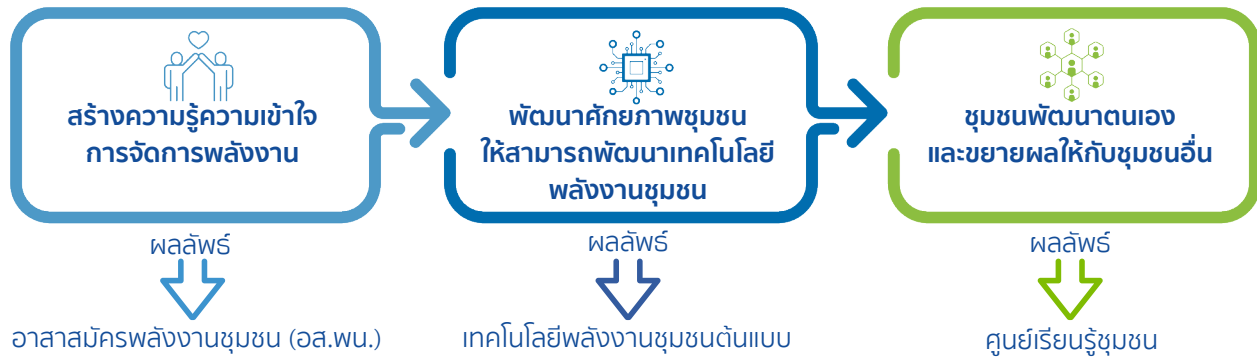 สร้างความรู้ความเข้าใจ
การจัดการพลังงาน
ผลลัพธ์
อาสาสมัครพลังงานชุมชน (อส.พน.)
พัฒนาศักยภาพชุมชน
ให้สามารถพัฒนาเทคโนโลยี
พลังงานชุมชน
ผลลัพธ์
เทคโนโลยีพลังงานชุมชนต้นแบบ
ชุมชนพัฒนาตนเอง
และขยายผลให้กับชุมชนอื่น
ผลลัพธ์
ศูนย์เรียนรู้ชุมชน